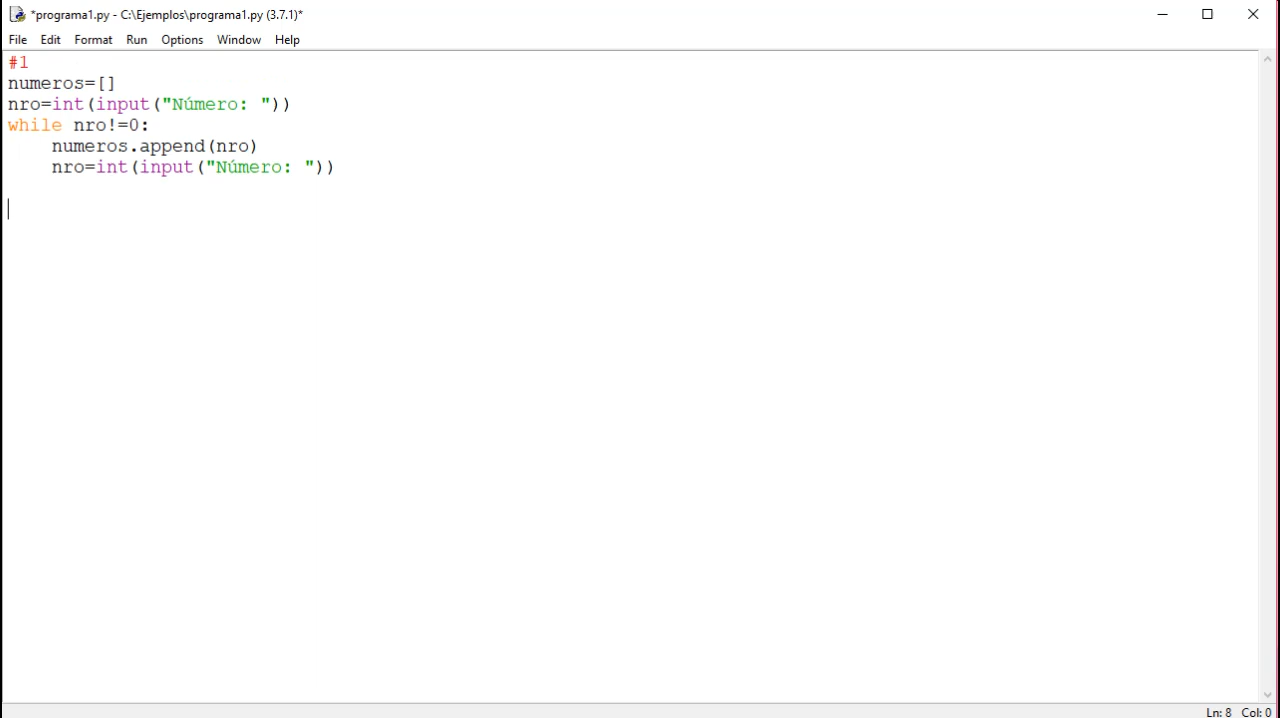 *programa1.py - C:\Ejemplos\programa1.py (3.7.1)*
File Edit Format Run Options Window Help
#1
numeros=[]
nro=int(input("Número: "))
while nro!=0:
    numeros.append(nro)
    nro=int(input("Número: "))
Ln: 8 Col: 0